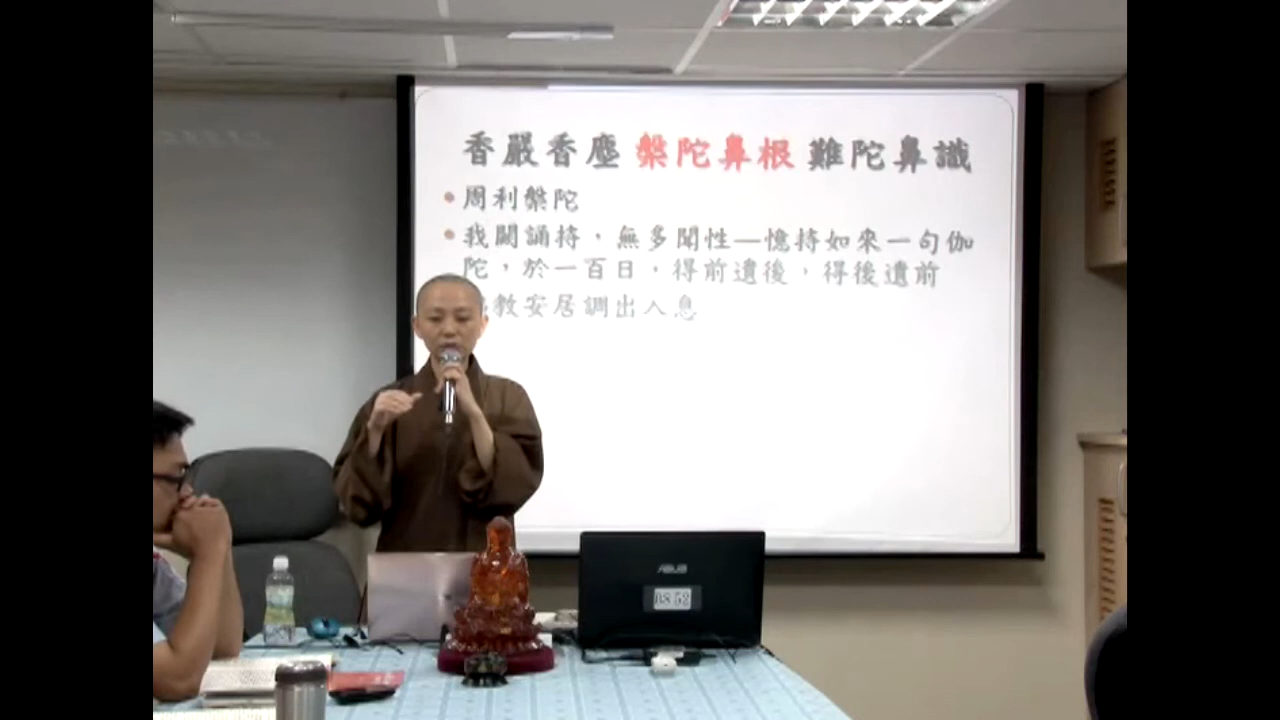 香嚴香塵 槃陀鼻根 難陀鼻識
周利槃陀
我闕誦持，無多聞性—憶持如來一句伽
陀，於一百日，得前遺後，得後遺前
教安居調出入息
ASUS